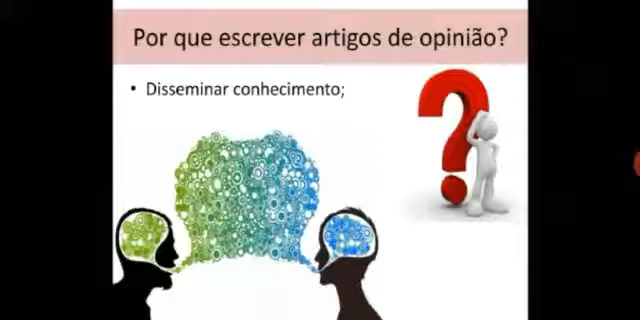 Por que escrever artigos de opinião?
• Disseminar conhecimento;